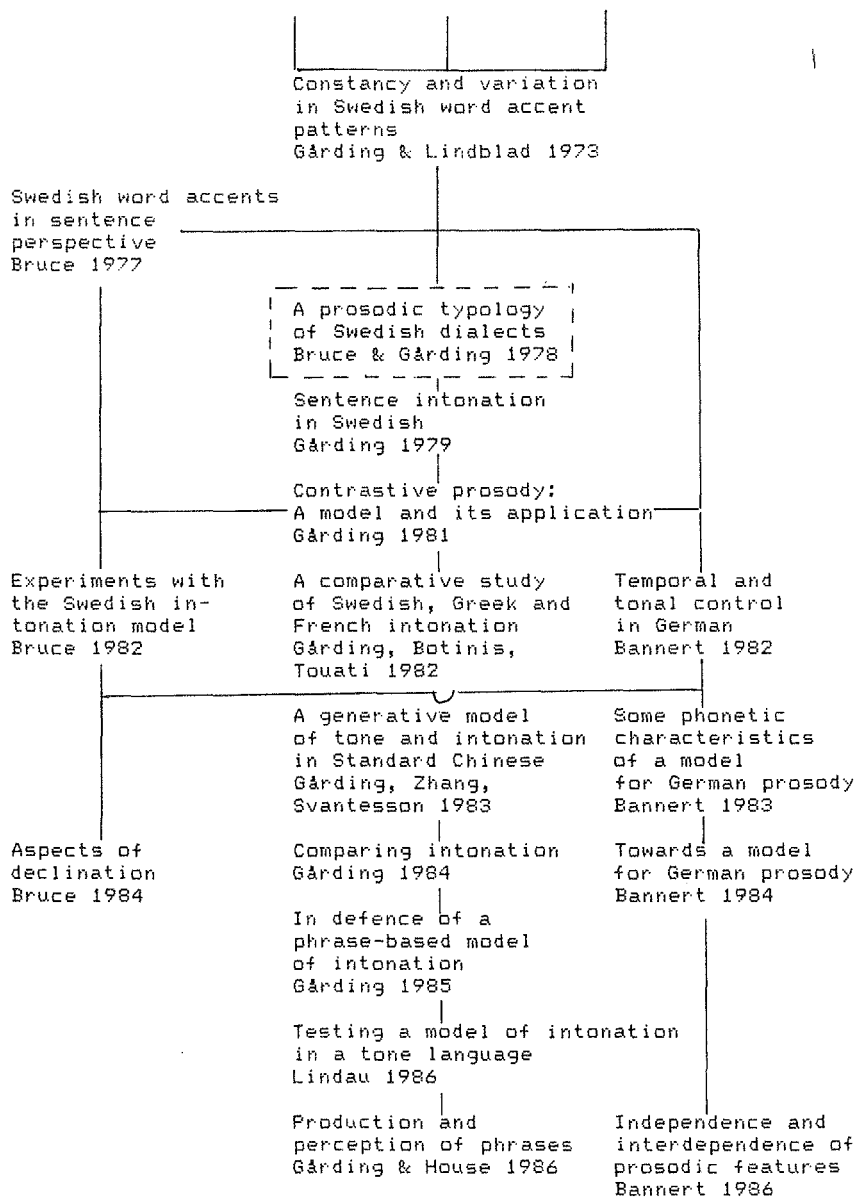 Constancy and variation
in Swedish word accent
patterns
Gårding & Lindblad 1973
Swedish word accents
in sentence
perspective
Bruce 1977
A prosodic typology
of Swedish dialects
Bruce & Gårding 1978
Sentence intonation
in Swedish
Gårding 1979
Contrastive prosody:
A model and its application
Gårding 1981
Experiments with
the Swedish in-
tonation model
Bruce 1982
A comparative study
of Swedish, Greek and
French intonation
Gårding, Botinis,
Touati 1982
Temporal and
tonal control
in German
Bannert 1982
A generative model
of tone and intonation
in Standard Chinese
Gårding, Zhang,
Svantesson 1983
Some phonetic
characteristics
of a model
for German prosody
Bannert 1983
Aspects of
declination
Bruce 1984
Comparing intonation
Gårding 1984
Towards a model
for German prosody
Bannert 1984
In defence of a
phrase-based model
of intonation
Gårding 1985
Testing a model of intonation
in a tone language
Lindau 1986
Production and
perception of phrases
Gårding & House 1986
Independence and
interdependence of
prosodic features
Bannert 1986